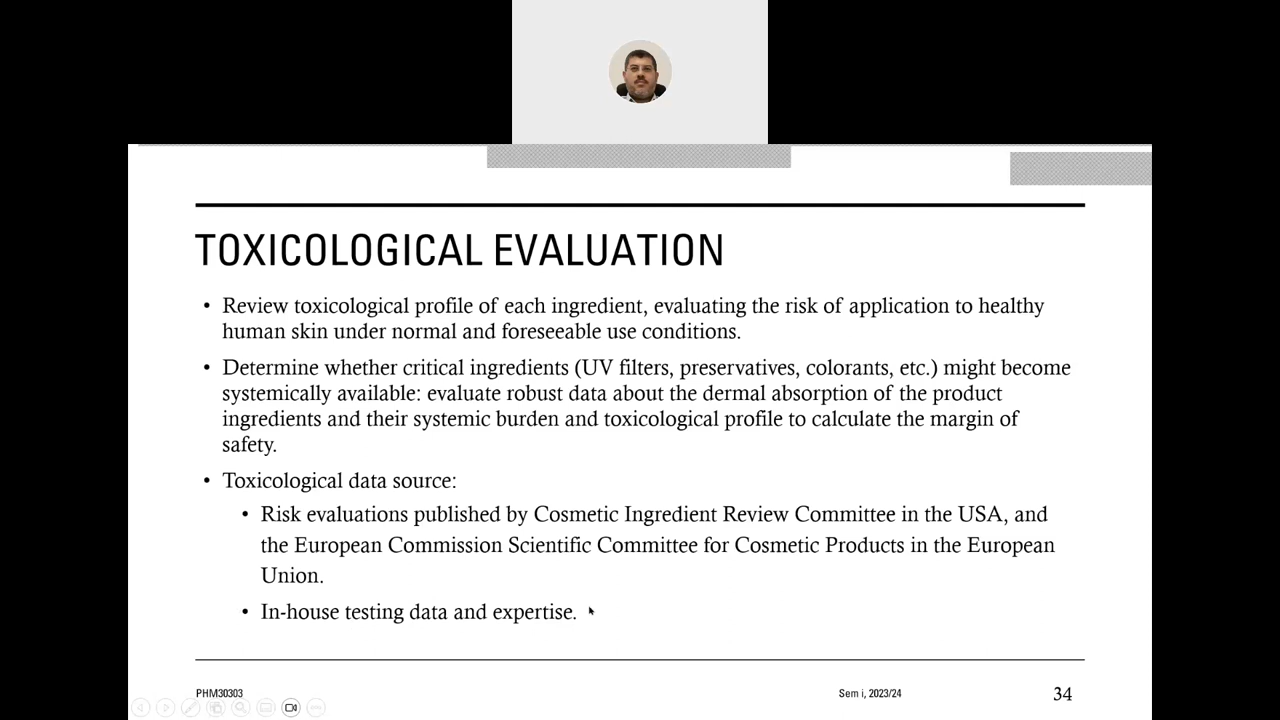 TOXICOLOGICAL EVALUATION
• Review toxicological profile of each ingredient, evaluating the risk of application to healthy
human skin under normal and foreseeable use conditions.
• Determine whether critical ingredients (UV filters, preservatives, colorants, etc.) might become
systemically available: evaluate robust data about the dermal absorption of the product
ingredients and their systemic burden and toxicological profile to calculate the margin of
safety.
• Toxicological data source:
• Risk evaluations published by Cosmetic Ingredient Review Committee in the USA, and
the European Commission Scientific Committee for Cosmetic Products in the European
Union.
• In-house testing data and expertise.
PHM30303
Sem i, 2023/24
34